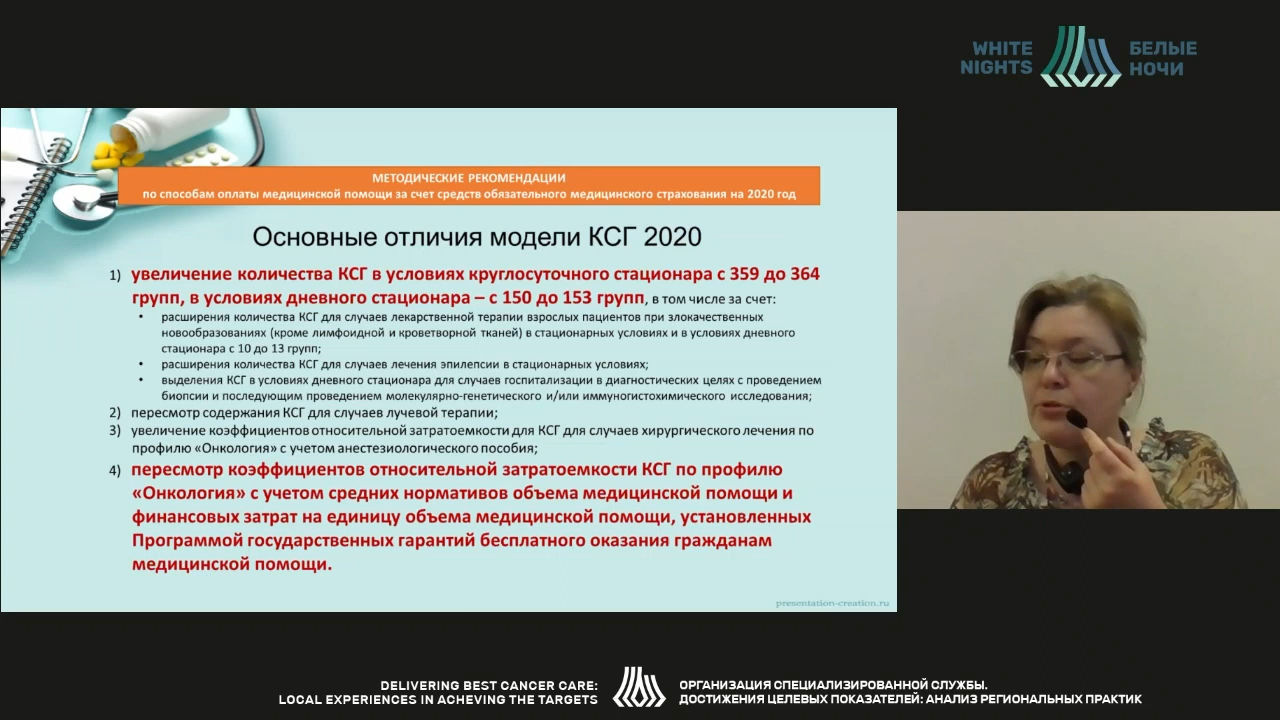 WHITE
NIGHTS
БЕЛЫЕ
НОЧИ
МЕТОДИЧЕСКИЕ РЕКОМЕНДАЦИИ
по способам оплаты медицинской помощи за счет средств обязательного медицинского страхования на 2020 год
Основные отличия модели КСГ 2020
1) увеличение количества КСГ в условиях круглосуточного стационара с 359 до 364
групп, в условиях дневного стационара – с 150 до 153 групп, в том числе за счет:
• расширения количества КСГ для случаев лекарственной терапии взрослых пациентов при злокачественных
новообразованиях (кроме лимфоидной и кроветворной тканей) в стационарных условиях и в условиях дневного
стационара с 10 до 13 групп;
• расширения количества КСГ для случаев лечения эпилепсии в стационарных условиях;
• выделения КСГ в условиях дневного стационара для случаев госпитализации в диагностических целях с проведением
биопсии и последующим проведением молекулярно-генетического и/или иммуногистохимического исследования;
2) пересмотр содержания КСГ для случаев лучевой терапии;
3) увеличение коэффициентов относительной затратоемкости для КСГ для случаев хирургического лечения по
профилю «Онкология» с учетом анестезиологического пособия;
4) пересмотр коэффициентов относительной затратоемкости КСГ по профилю
«Онкология» с учетом средних нормативов объема медицинской помощи и
финансовых затрат на единицу объема медицинской помощи, установленных
Программой государственных гарантий бесплатного оказания гражданам
медицинской помощи.
presentation-creation.ru
DELIVERING BEST CANCER CARE:
LOCAL EXPERIENCES IN ACHEVING THE TARGETS
ОРГАНИЗАЦИЯ СПЕЦИАЛИЗИРОВАННОЙ СЛУЖБЫ.
ДОСТИЖЕНИЯ ЦЕЛЕВЫХ ПОКАЗАТЕЛЕЙ: АНАЛИЗ РЕГИОНАЛЬНЫХ ПРАКТИК